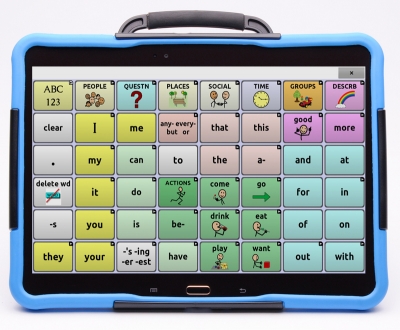 x
ABC
123
PEOPLE
QUESTN
?
PLACES
SOCIAL
TIME
GROUPS
DESCRB
clear
I
me
any- every-
but or
that
this
good
more
.
my
can
to
the
a-
and
at
delete wd
it
do
ACTIONS
come
go
for
in
-s
you
is
be-
drink
eat
of
on
they
your
-'s -ing
-er -est
have
play
want
out
with